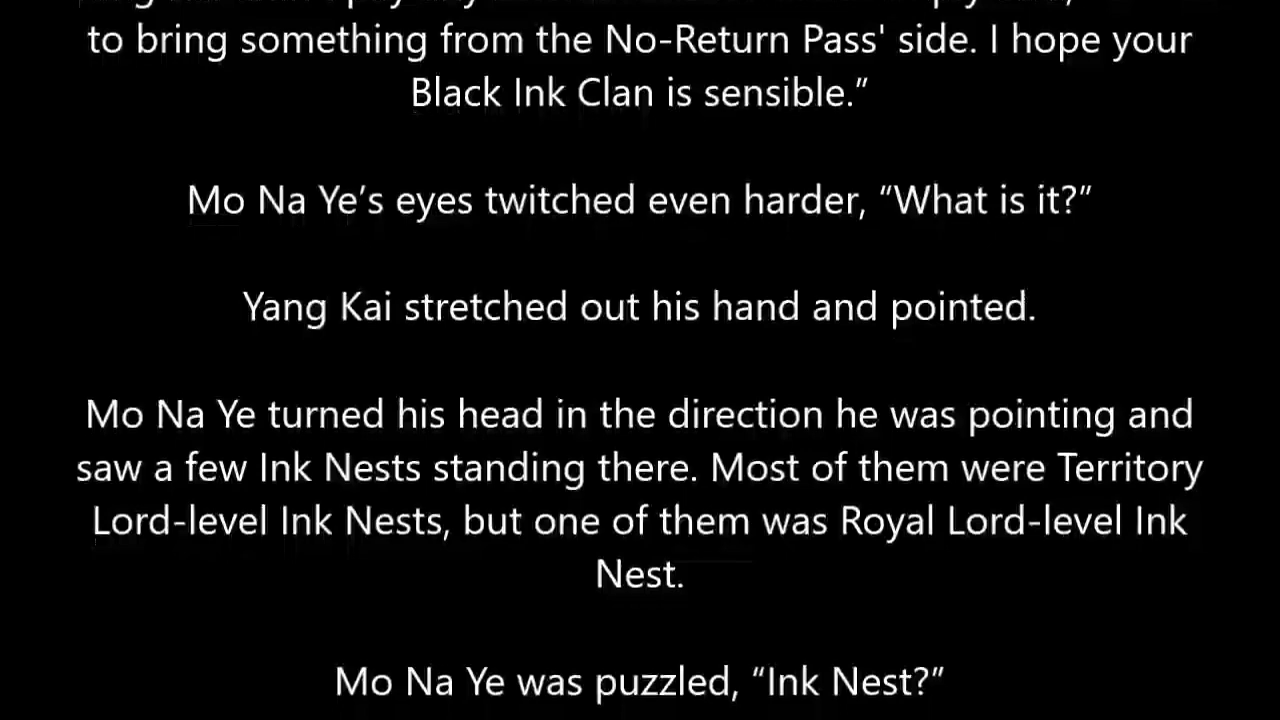 to bring something from the No-Return Pass' side. I hope your
Black Ink Clan is sensible.”
Mo Na Ye’s eyes twitched even harder, “What is it?”
Yang Kai stretched out his hand and pointed.
Mo Na Ye turned his head in the direction he was pointing and
saw a few Ink Nests standing there. Most of them were Territory
Lord-level Ink Nests, but one of them was Royal Lord-level Ink
Nest.
Mo Na Ye was puzzled, “Ink Nest?”